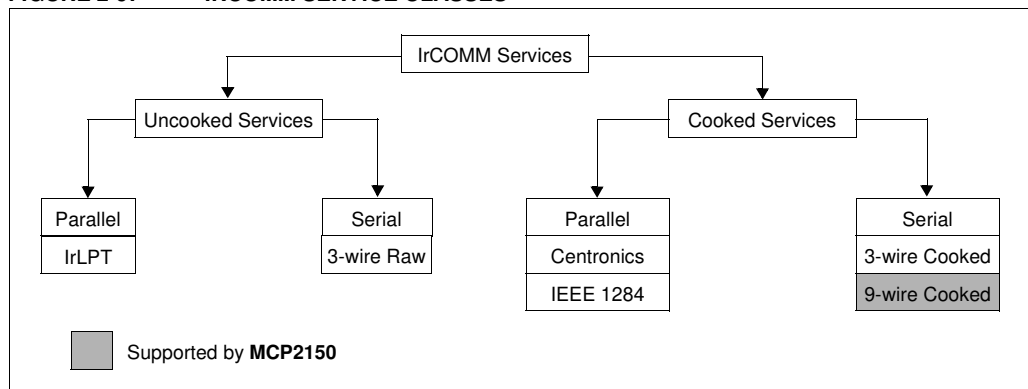 IrCOMM Services
Uncooked Services
Cooked Services
Parallel
IrLPT
Serial
3-wire Raw
Parallel
Centronics
IEEE 1284
Serial
3-wire Cooked
9-wire Cooked
Supported by MCP2150